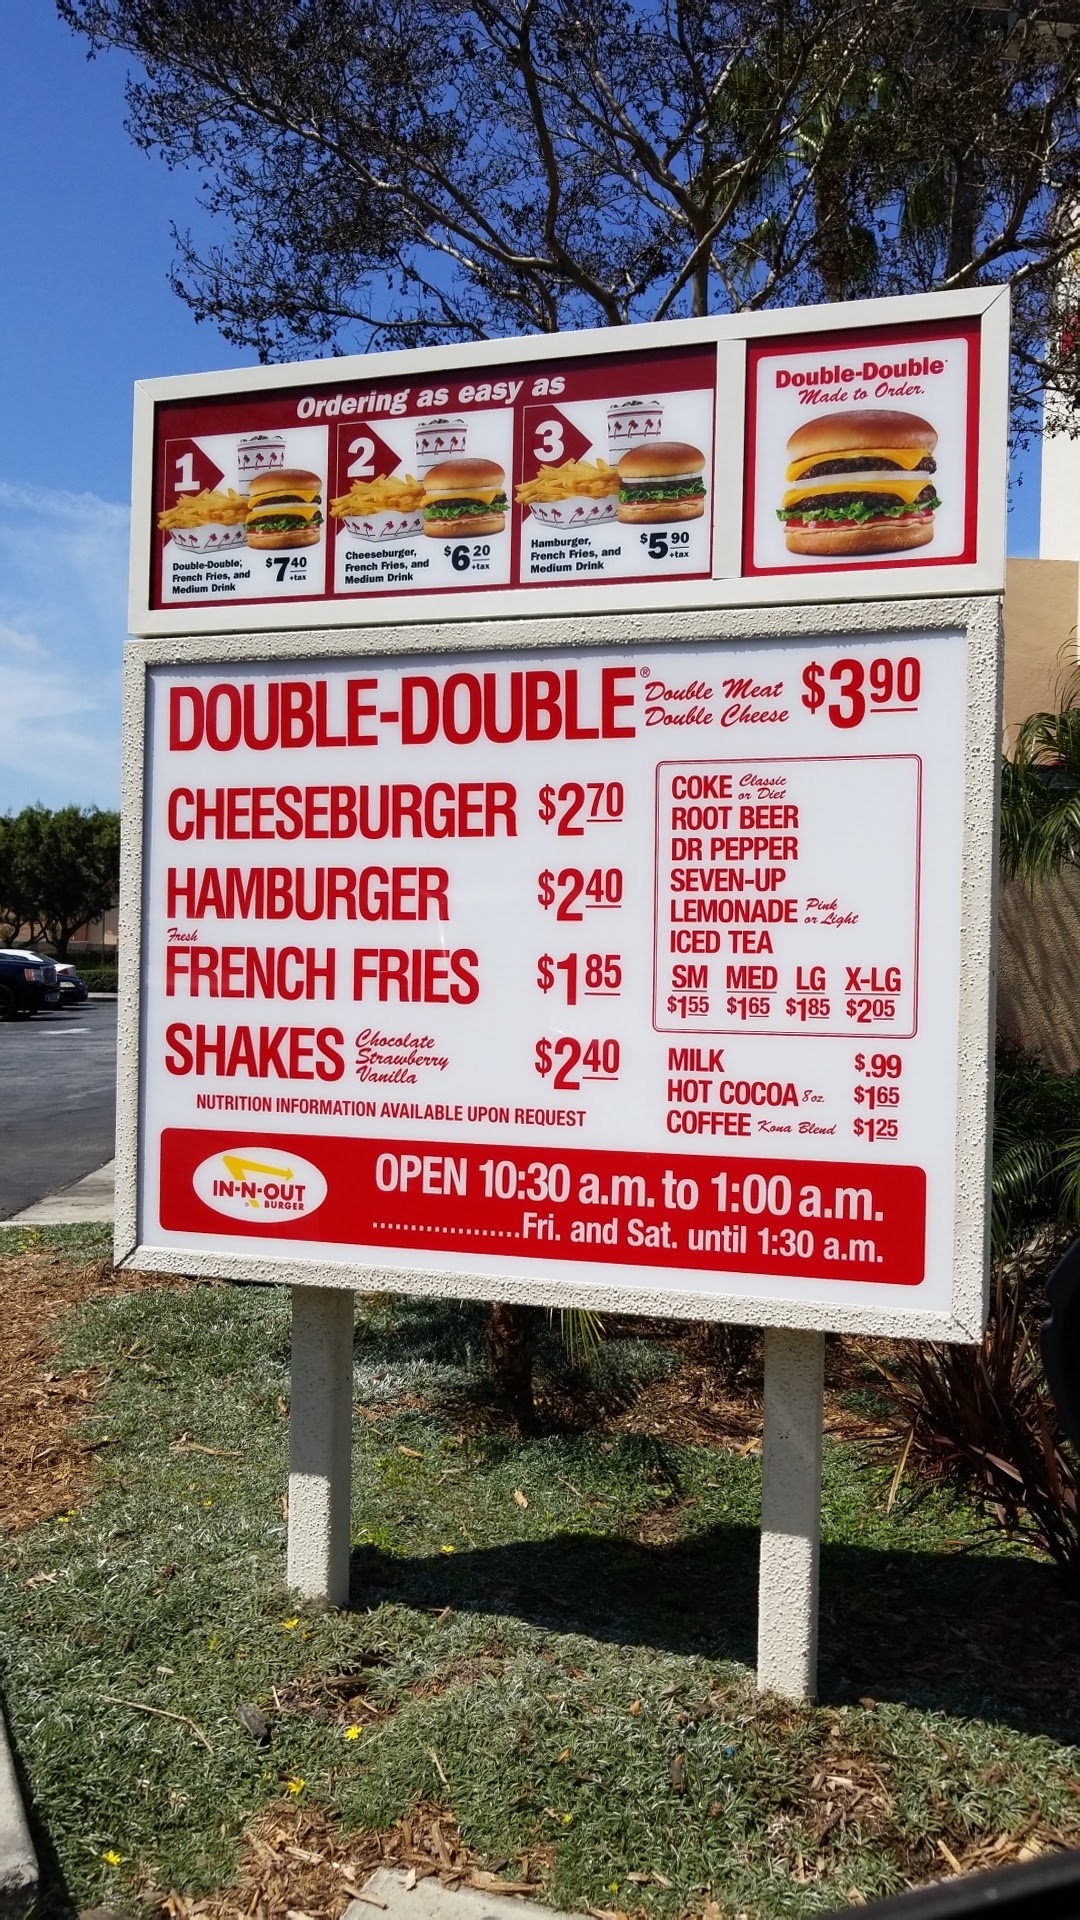 Ordering as easy as
1
Double-Double,
French Fries, and
Medium Drink
$7.40
+tax
2
Cheeseburger,
French Fries, and
Medium Drink
$6.20
+tax
3
Hamburger,
French Fries, and
Medium Drink
$5.90
+tax
Double-Double
Made to Order.
DOUBLE-DOUBLE® Double Meat Double Cheese $3.90
CHEESEBURGER $2.70
HAMBURGER $2.40
Fresh
FRENCH FRIES $1.85
SHAKES Chocolate Strawberry Vanilla $2.40
NUTRITION INFORMATION AVAILABLE UPON REQUEST
COKE Classic or Diet
ROOT BEER
DR PEPPER
SEVEN-UP
LEMONADE Pink or Light
ICED TEA
SM MED LG X-LG
$1.55 $1.65 $1.85 $2.05
MILK $.99
HOT COCOA 8oz. $1.65
COFFEE Kona Blend $1.25
IN-N-OUT
BURGER
OPEN 10:30 a.m. to 1:00 a.m.
...................Fri. and Sat. until 1:30 a.m.